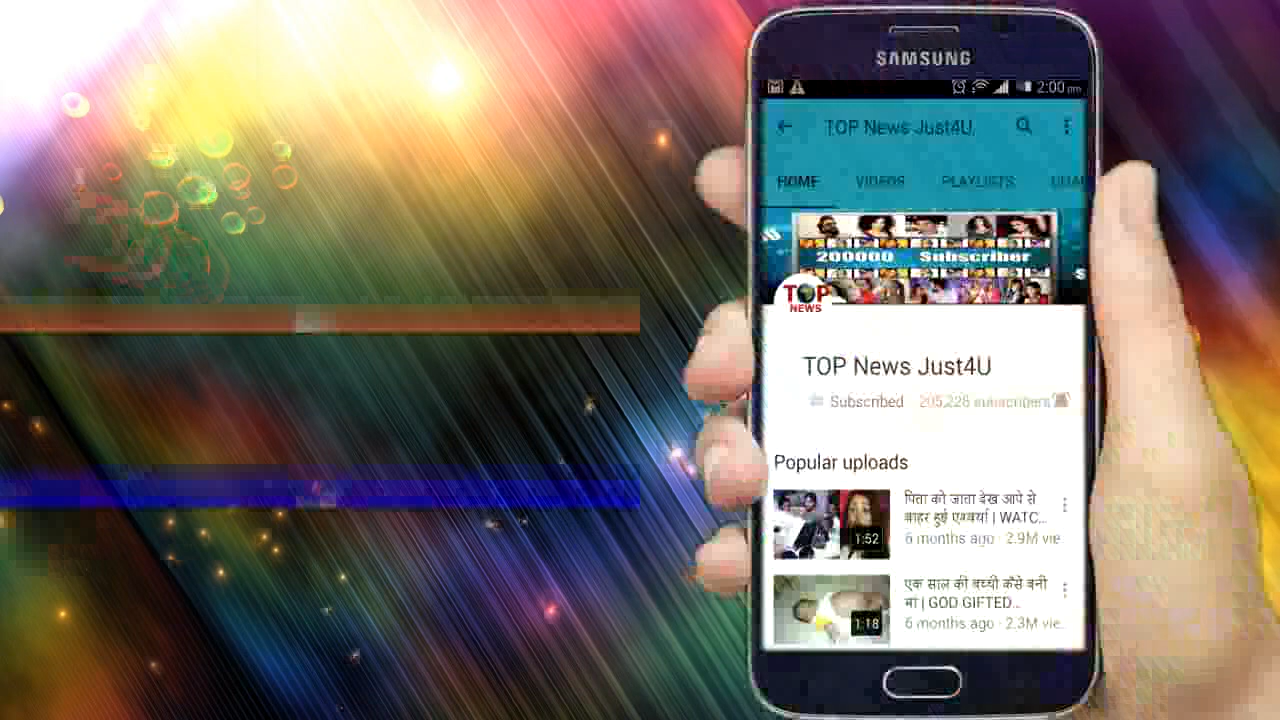 SAMSUNG
2:00 pm
TOP News Just4U
HOME VIDEOS PLAYLISTS
200000 Subscriber
TOP
NEWS
TOP News Just4U
Subscribed 205,226 subscribers
Popular uploads
पिता को जाता देख आपे से
बाहर हुई एश्वर्या | WATC...
6 months ago · 2.9M vie
1:52
एक साल की बच्ची कैसे बनी
मां | GOD GIFTED...
6 months ago · 2.3M vie
1:18